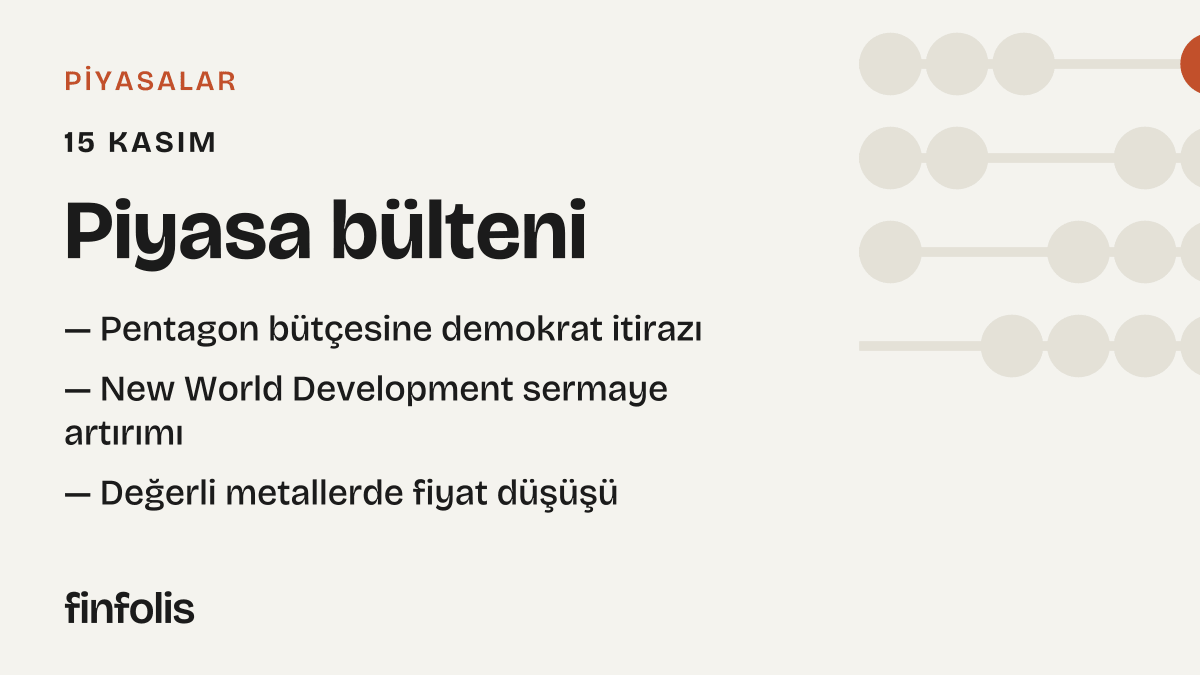 PİYASALAR
15 KASIM
Piyasa bülteni
— Pentagon bütçesine demokrat itirazı
— New World Development sermaye
artırımı
— Değerli metallerde fiyat düşüşü
finfolis